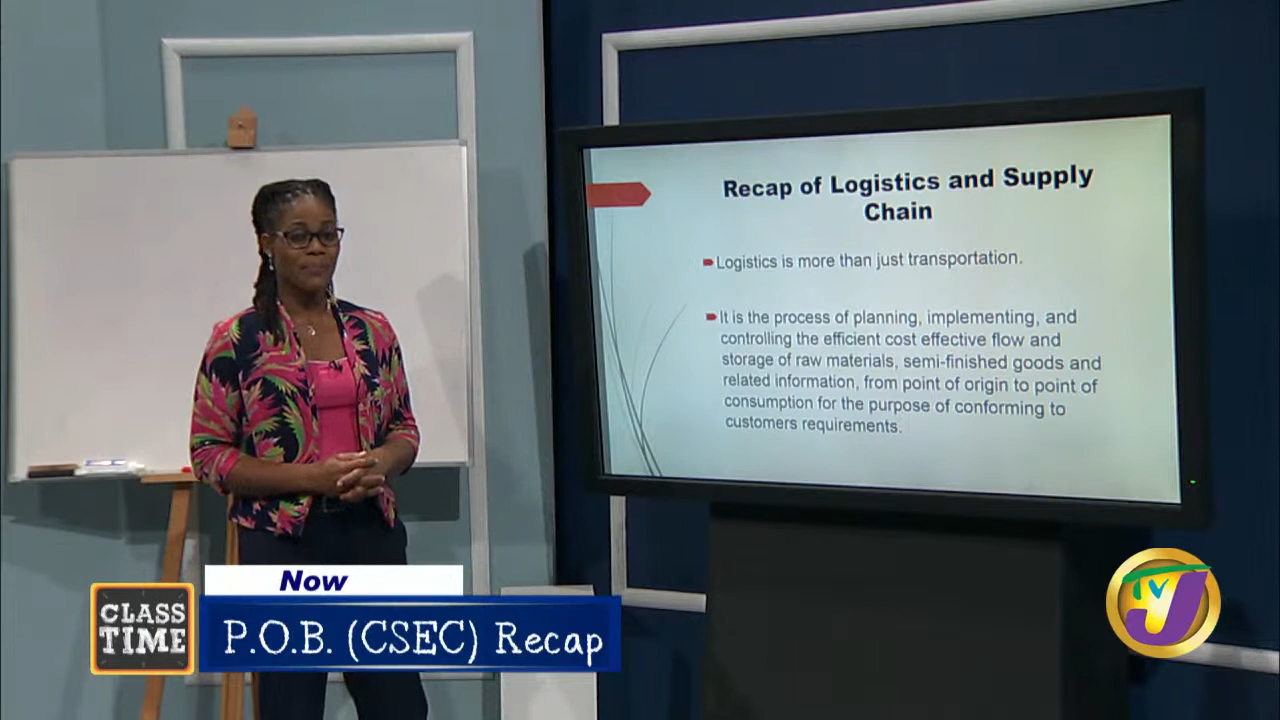 Recap of Logistics and Supply
Chain
Logistics is more than just transportation.
It is the process of planning, implementing, and
controlling the efficient cost effective flow and
storage of raw materials, semi-finished goods and
related information, from point of origin to point of
consumption for the purpose of conforming to
customers requirements.
Now
CLASS
TIME
P.O.B. (CSEC) Recap
TVJ